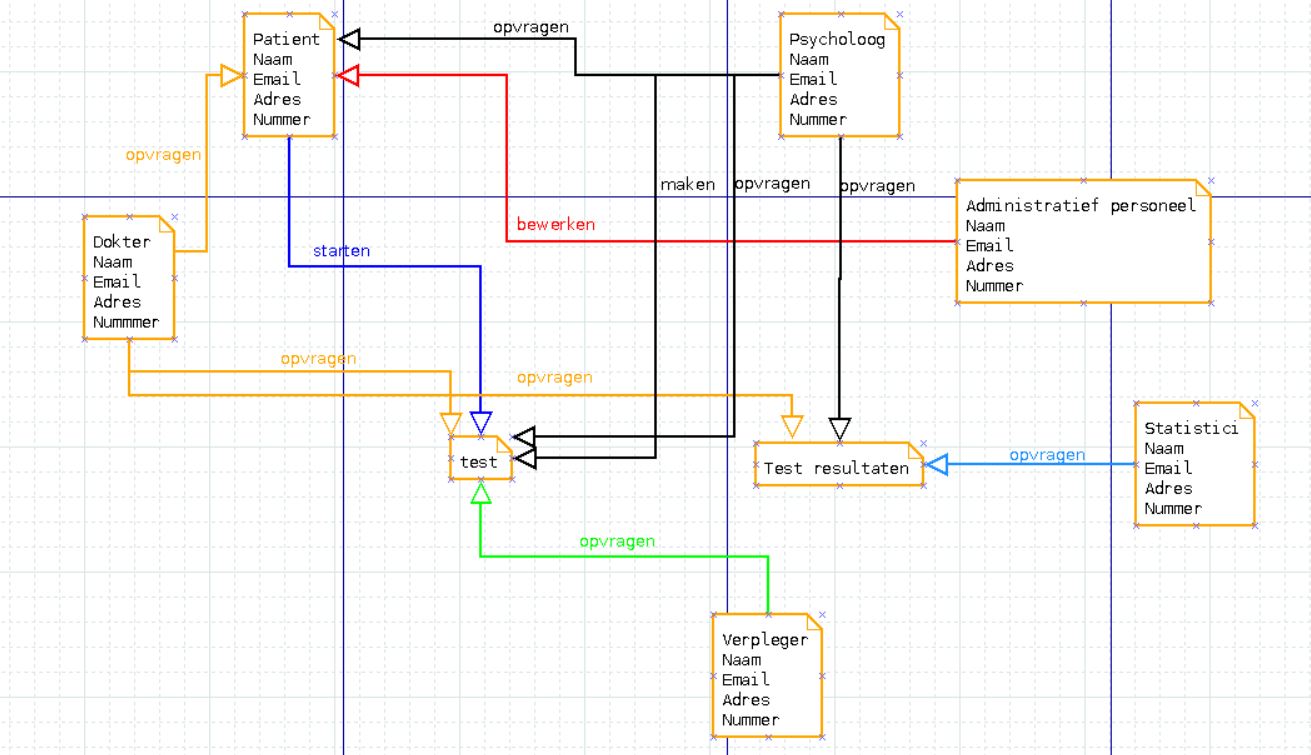 opvragen
Patient
Naam
Email
Adres
Nummer
Psycholoog
Naam
Email
Adres
Nummer
opvragen
maken
opvragen
opvragen
Administratief personeel
Naam
Email
Adres
Nummer
bewerken
Dokter
Naam
Email
Adres
Nummmer
starten
opvragen
opvragen
test
Test resultaten
opvragen
Statistici
Naam
Email
Adres
Nummer
opvragen
Verpleger
Naam
Email
Adres
Nummer